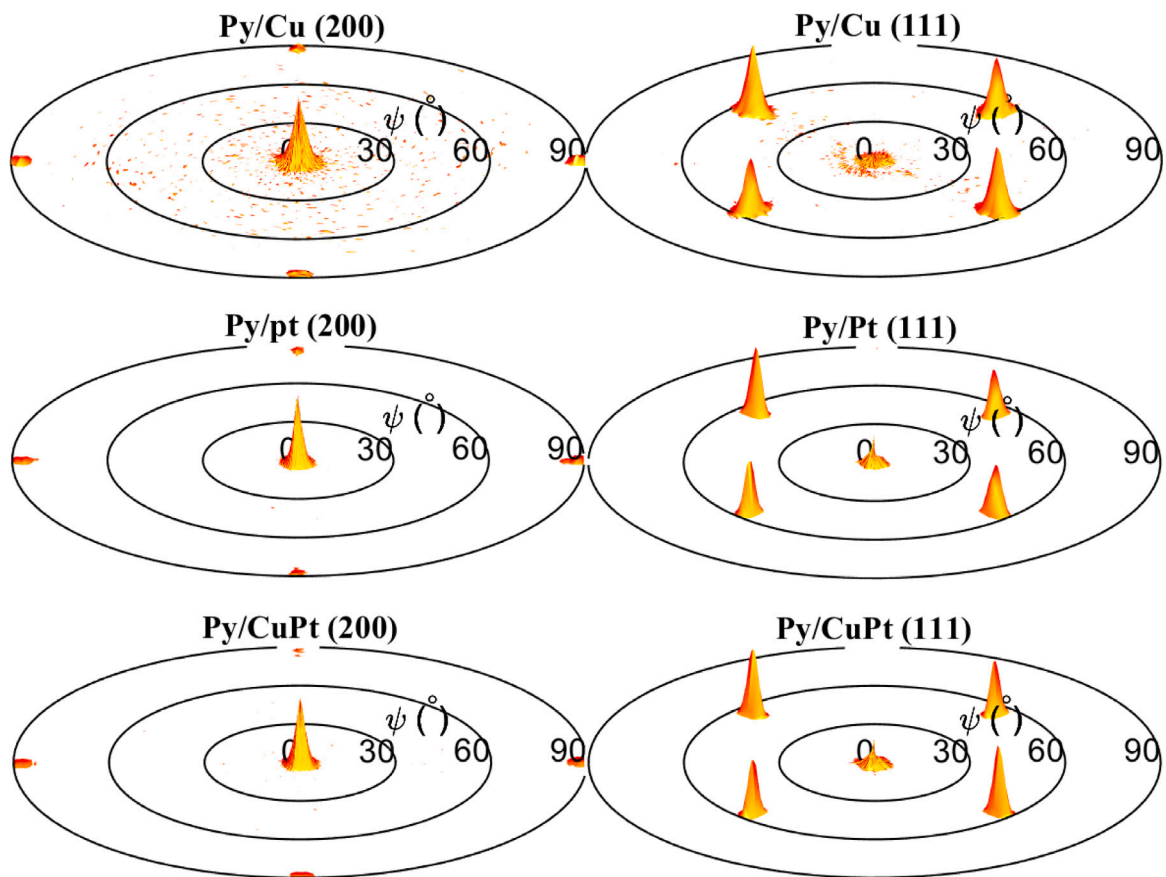 Py/Cu (200)
Py/Cu (111)
ψ (°)
0 30 60 90
ψ (°)
0 30 60 90
Py/pt (200)
Py/Pt (111)
ψ (°)
0 30 60 90
ψ (°)
0 30 60 90
Py/CuPt (200)
Py/CuPt (111)
ψ (°)
0 30 60 90
ψ (°)
0 30 60 90